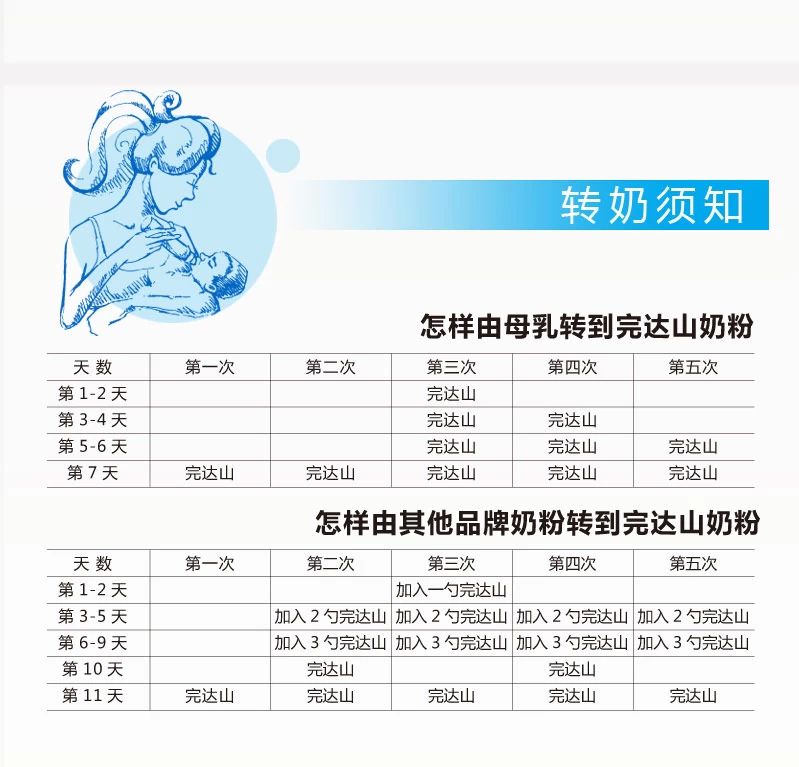 转奶须知
怎样由母乳转到完达山奶粉
天 数 第一次 第二次 第三次 第四次 第五次
第 1-2 天 完达山
第 3-4 天 完达山 完达山
第 5-6 天 完达山 完达山 完达山
第 7 天 完达山 完达山 完达山 完达山 完达山
怎样由其他品牌奶粉转到完达山奶粉
天 数 第一次 第二次 第三次 第四次 第五次
第 1-2 天 加入一勺完达山
第 3-5 天 加入 2 勺完达山 加入 2 勺完达山 加入 2 勺完达山 加入 2 勺完达山
第 6-9 天 加入 3 勺完达山 加入 3 勺完达山 加入 3 勺完达山 加入 3 勺完达山
第 10 天 完达山 完达山
第 11 天 完达山 完达山 完达山 完达山 完达山